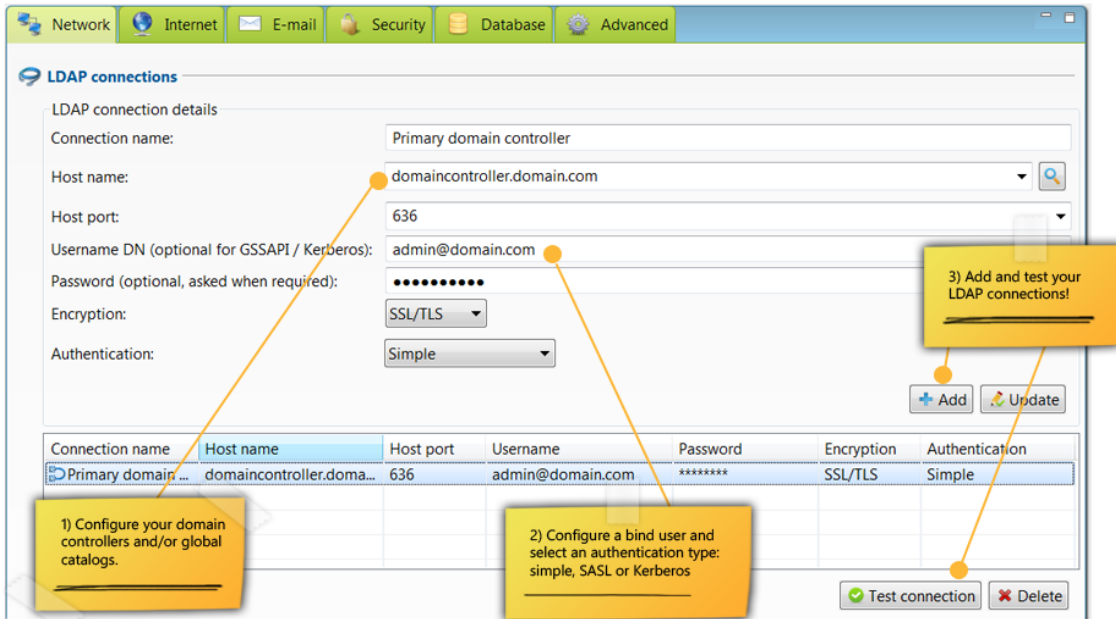 Network Internet E-mail Security Database Advanced
LDAP connections
LDAP connection details
Connection name: Primary domain controller
Host name: domaincontroller.domain.com
Host port: 636
Username DN (optional for GSSAPI / Kerberos): admin@domain.com
Password (optional, asked when required): ●●●●●●●●●●
Encryption: SSL/TLS
Authentication: Simple
3) Add and test your
LDAP connections!
Add Update
Connection name Host name Host port Username Password Encryption Authentication
Primary domain ... domaincontroller.doma... 636 admin@domain.com ******** SSL/TLS Simple
1) Configure your domain
controllers and/or global
catalogs.
2) Configure a bind user and
select an authentication type:
simple, SASL or Kerberos
Test connection Delete